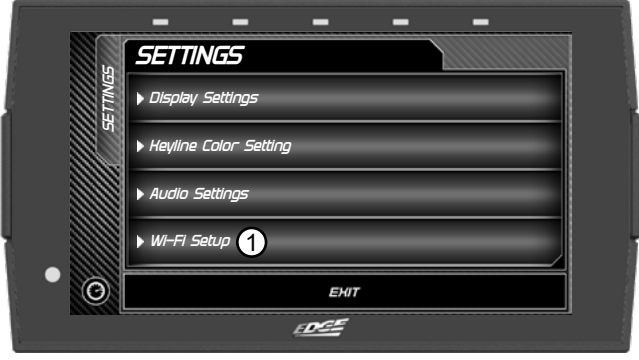 SETTINGS
SETTINGS
Display Settings
Keyline Color Setting
Audio Settings
Wi-Fi Setup 1
EXIT
EDGE